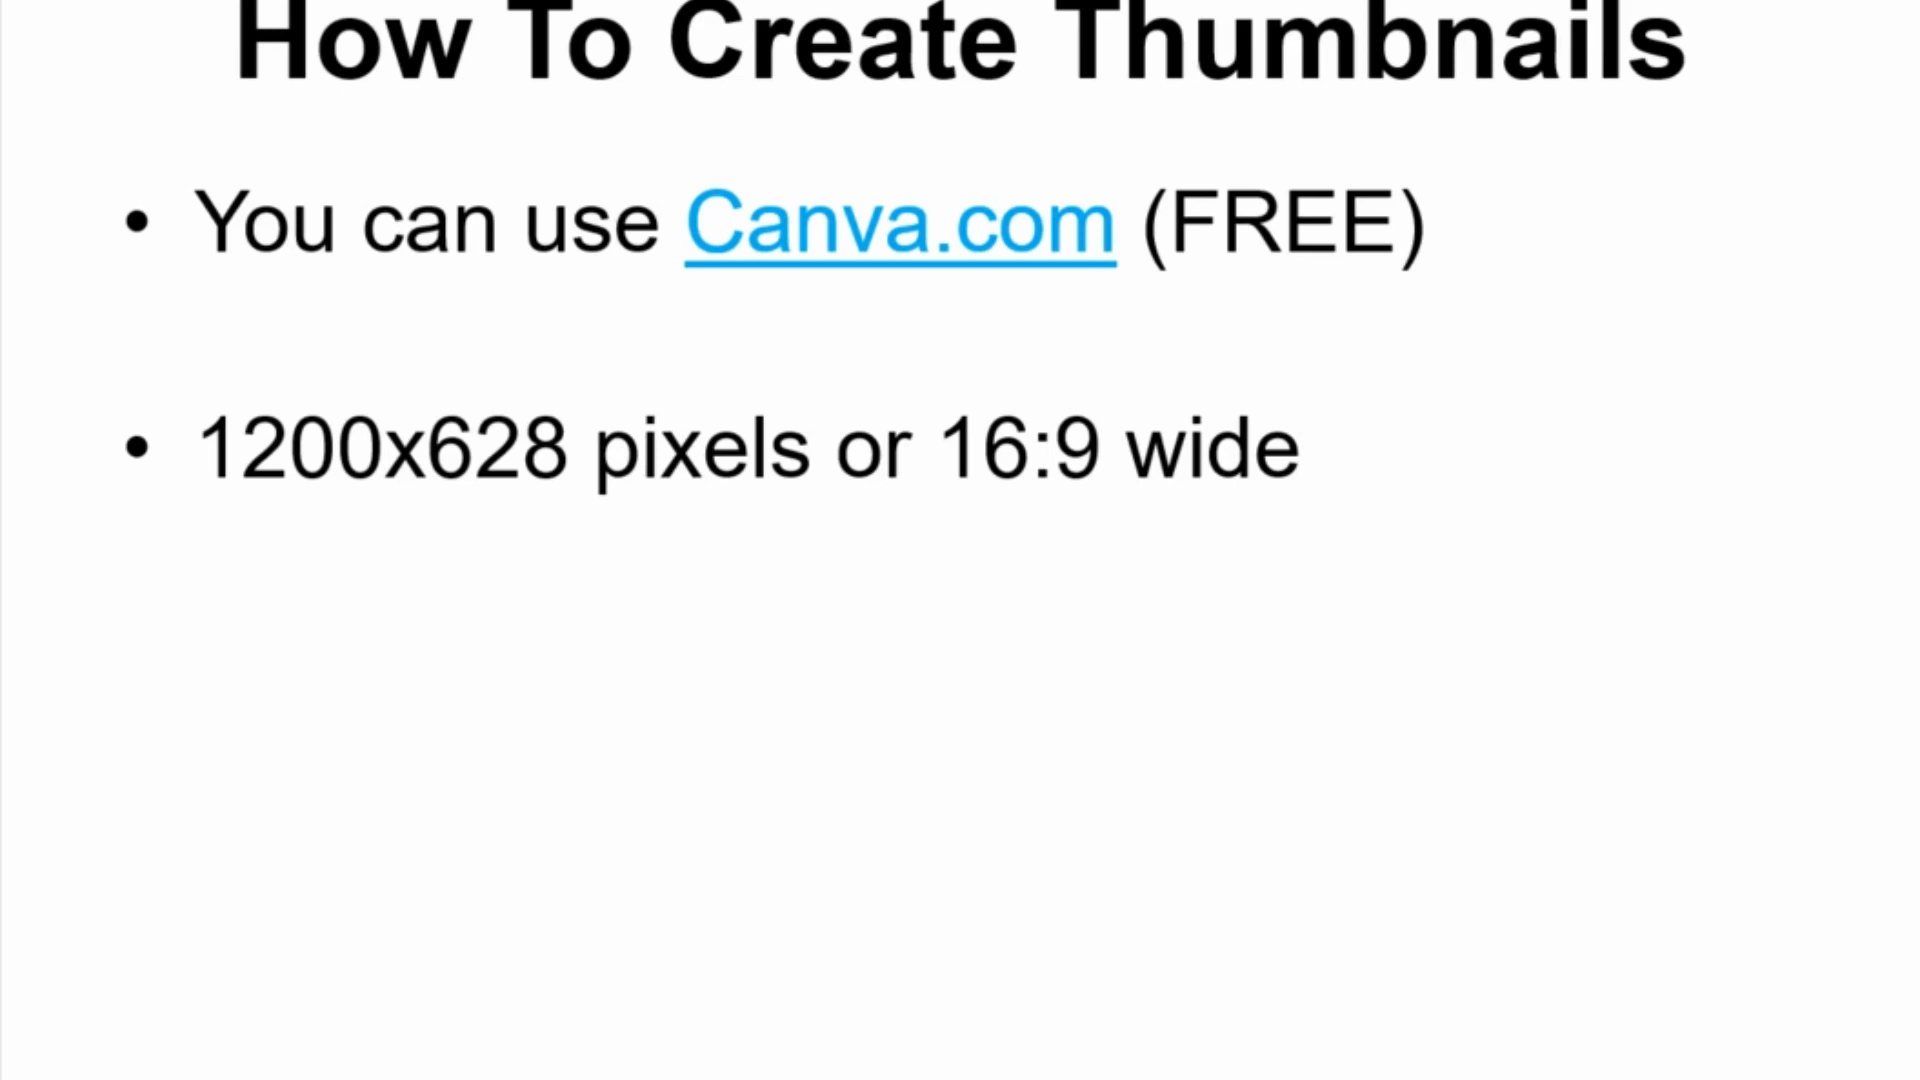 How To Create Thumbnails
• You can use Canva.com (FREE)
• 1200x628 pixels or 16:9 wide